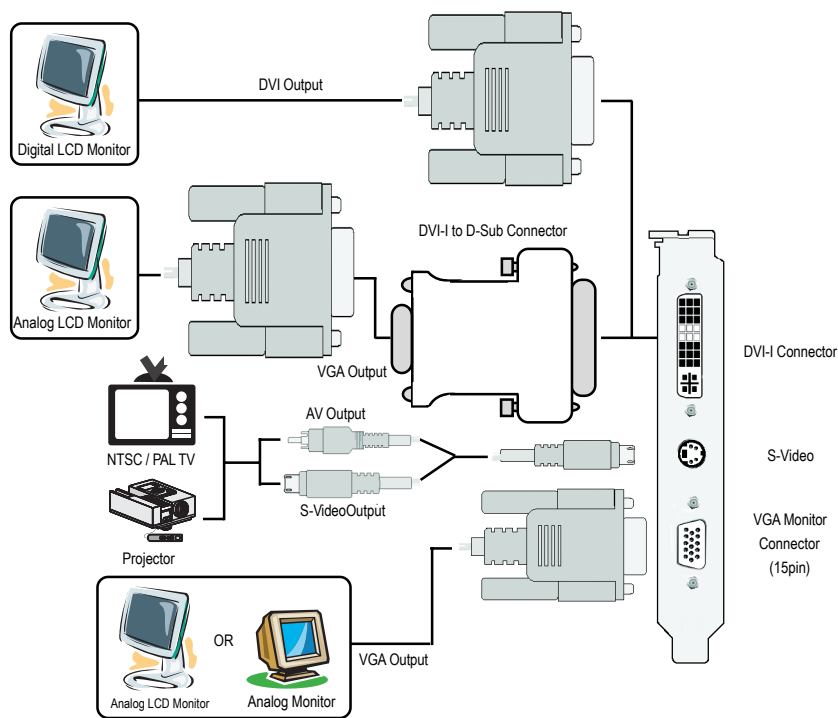 DVI Output
Digital LCD Monitor
DVI-I to D-Sub Connector
Analog LCD Monitor
VGA Output
DVI-I Connector
AV Output
NTSC / PAL TV
S-Video
S-VideoOutput
Projector
VGA Monitor
Connector
(15pin)
OR
VGA Output
Analog LCD Monitor
Analog Monitor